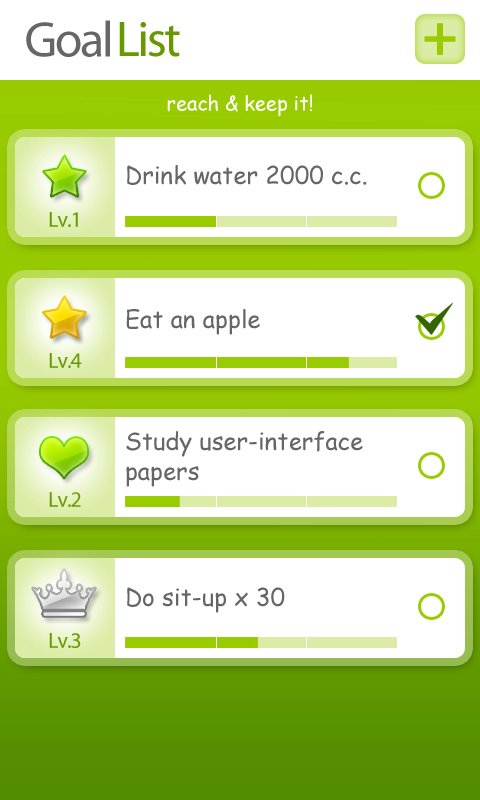 Goal List
reach & keep it!
Drink water 2000 c.c.
Lv.1
Eat an apple
Lv.4
Study user-interface
papers
Lv.2
Do sit-up x 30
Lv.3